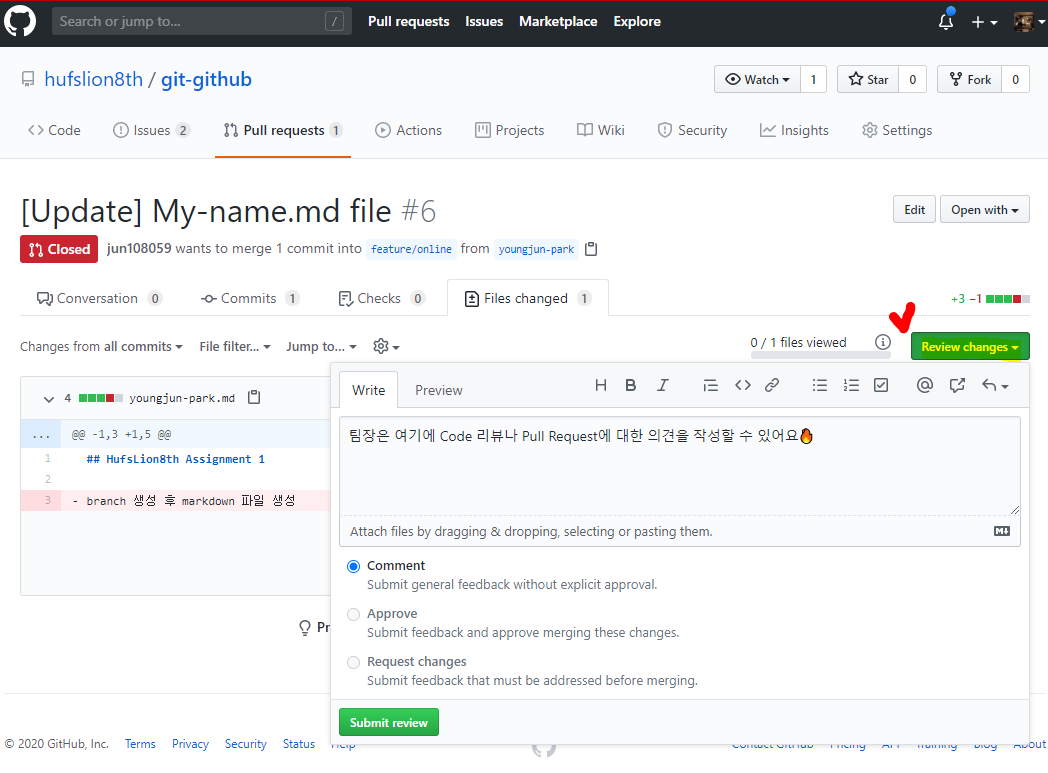 Search or jump to... / Pull requests Issues Marketplace Explore
hufslion8th / git-github Watch 1 Star 0 Fork 0
Code Issues 2 Pull requests 1 Actions Projects Wiki Security Insights Settings
[Update] My-name.md file #6 Edit Open with
Closed jun108059 wants to merge 1 commit into feature/online from youngjun-park
Conversation 0 Commits 1 Checks 0 Files changed 1 +3 −1
Changes from all commits File filter... Jump to... 0 / 1 files viewed Review changes
4 youngjun-park.md
... @@ -1,3 +1,5 @@
1 ## HufsLion8th Assignment 1
2
3 - branch 생성 후 markdown 파일 생성
Write Preview
팀장은 여기에 Code 리뷰나 Pull Request에 대한 의견을 작성할 수 있어요🔥
Attach files by dragging & dropping, selecting or pasting them.
Comment
Submit general feedback without explicit approval.
Approve
Submit feedback and approve merging these changes.
Request changes
Submit feedback that must be addressed before merging.
Submit review
© 2020 GitHub, Inc. Terms Privacy Security Status Help Contact GitHub Pricing API Training Blog About